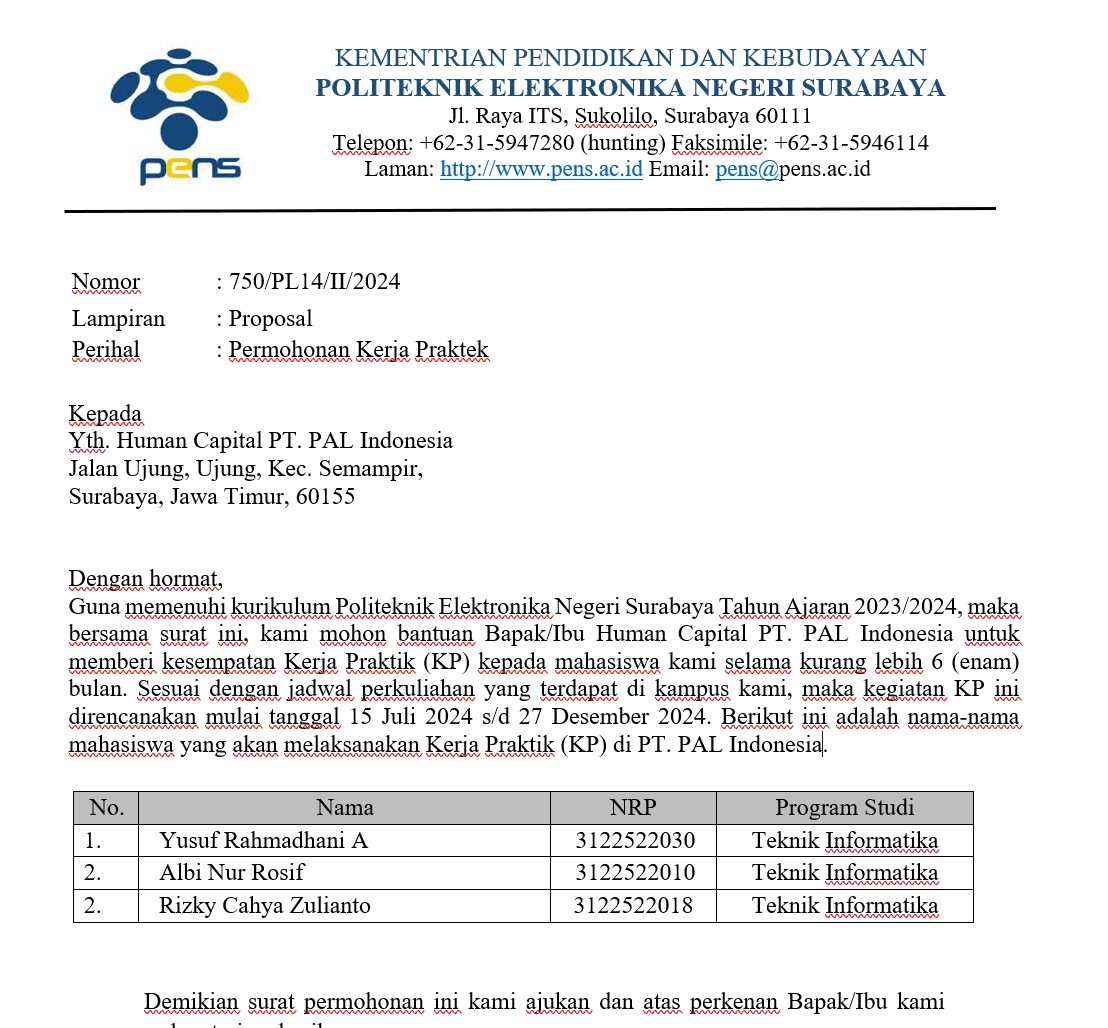 KEMENTRIAN PENDIDIKAN DAN KEBUDAYAAN
POLITEKNIK ELEKTRONIKA NEGERI SURABAYA
Jl. Raya ITS, Sukolilo, Surabaya 60111
Telepon: +62-31-5947280 (hunting) Faksimile: +62-31-5946114
Laman: http://www.pens.ac.id Email: pens@pens.ac.id
pens
Nomor : 750/PL14/II/2024
Lampiran : Proposal
Perihal : Permohonan Kerja Praktek
Kepada
Yth. Human Capital PT. PAL Indonesia
Jalan Ujung, Ujung, Kec. Semampir,
Surabaya, Jawa Timur, 60155
Dengan hormat,
Guna memenuhi kurikulum Politeknik Elektronika Negeri Surabaya Tahun Ajaran 2023/2024, maka
bersama surat ini, kami mohon bantuan Bapak/Ibu Human Capital PT. PAL Indonesia untuk
memberi kesempatan Kerja Praktik (KP) kepada mahasiswa kami selama kurang lebih 6 (enam)
bulan. Sesuai dengan jadwal perkuliahan yang terdapat di kampus kami, maka kegiatan KP ini
direncanakan mulai tanggal 15 Juli 2024 s/d 27 Desember 2024. Berikut ini adalah nama-nama
mahasiswa yang akan melaksanakan Kerja Praktik (KP) di PT. PAL Indonesia.
No. Nama NRP Program Studi
1. Yusuf Rahmadhani A 3122522030 Teknik Informatika
2. Albi Nur Rosif 3122522010 Teknik Informatika
2. Rizky Cahya Zulianto 3122522018 Teknik Informatika
Demikian surat permohonan ini kami ajukan dan atas perkenan Bapak/Ibu kami